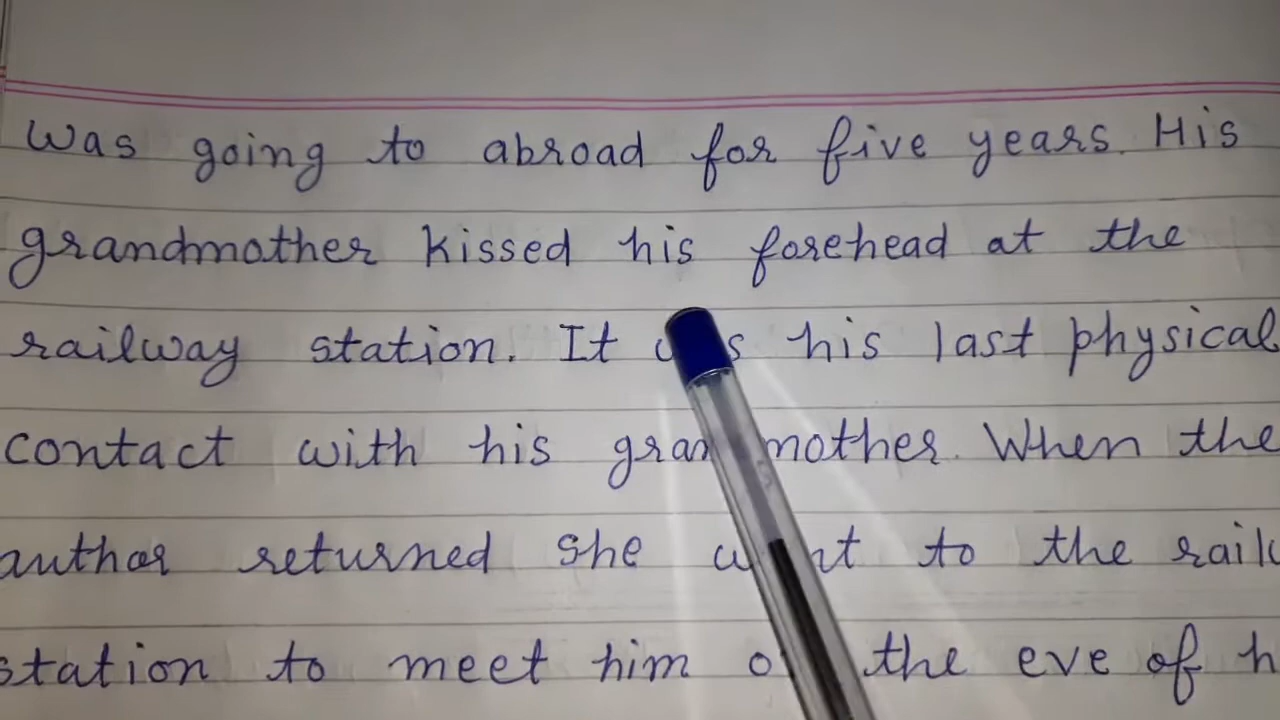 was going to abroad for five years. His
grandmother kissed his forehead at the
railway station. It his last physical
contact with his grandmother. When the
author returned she to the
station to meet him the eve of